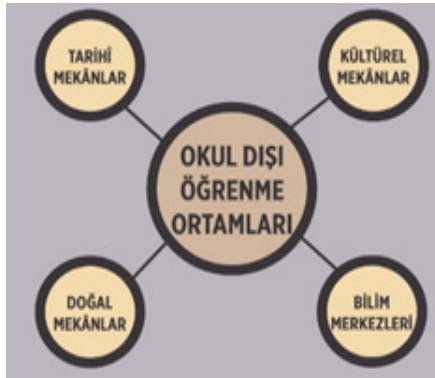 TARİHÎ
MEKÂNLAR
KÜLTÜREL
MEKÂNLAR
OKUL DIŞI
ÖĞRENME
ORTAMLARI
DOĞAL
MEKÂNLAR
BİLİM
MERKEZLERİ